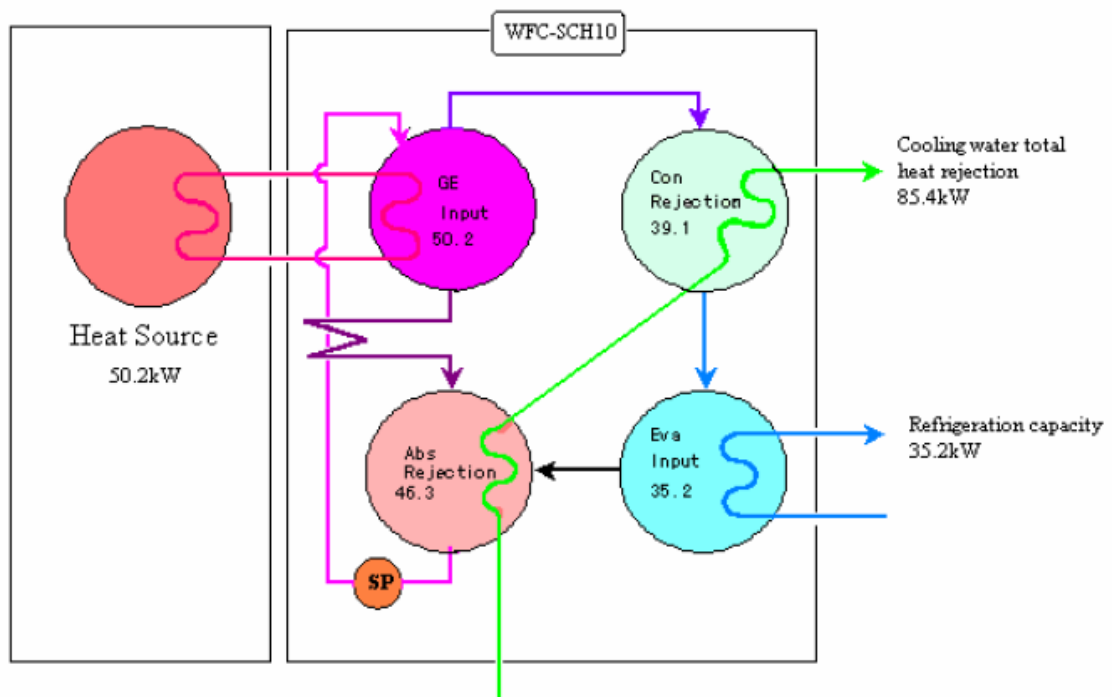 WFC-SCH10
Heat Source
50.2kW
GE
Input
50.2
Con
Rejection
39.1
Cooling water total
heat rejection
85.4kW
Abs
Rejection
46.3
Eva
Input
35.2
Refrigeration capacity
35.2kW
SP